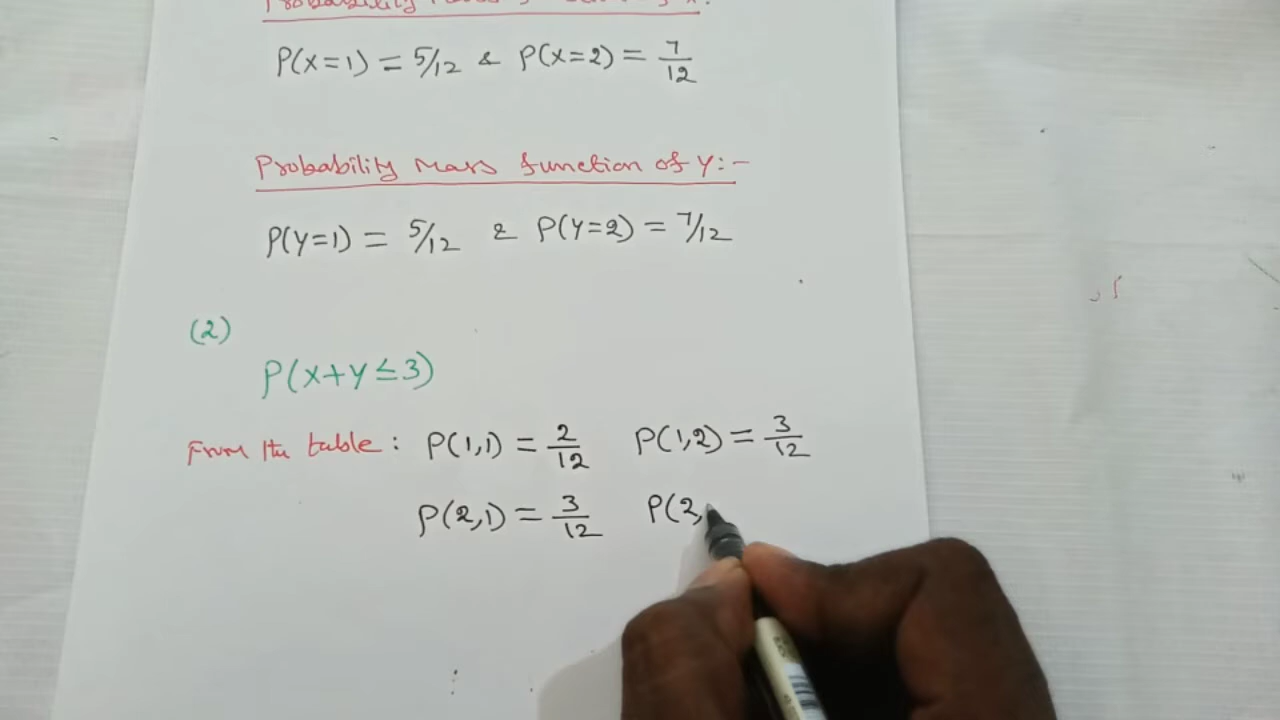 P(X=1) = 5/12 & P(X=2) = 7/12
Probability Mass function of Y:-
P(Y=1) = 5/12 & P(Y=2) = 7/12
(2)
P(X+Y≤3)
From the table: P(1,1) = 2/12 P(1,2) = 3/12
P(2,1) = 3/12 P(2,